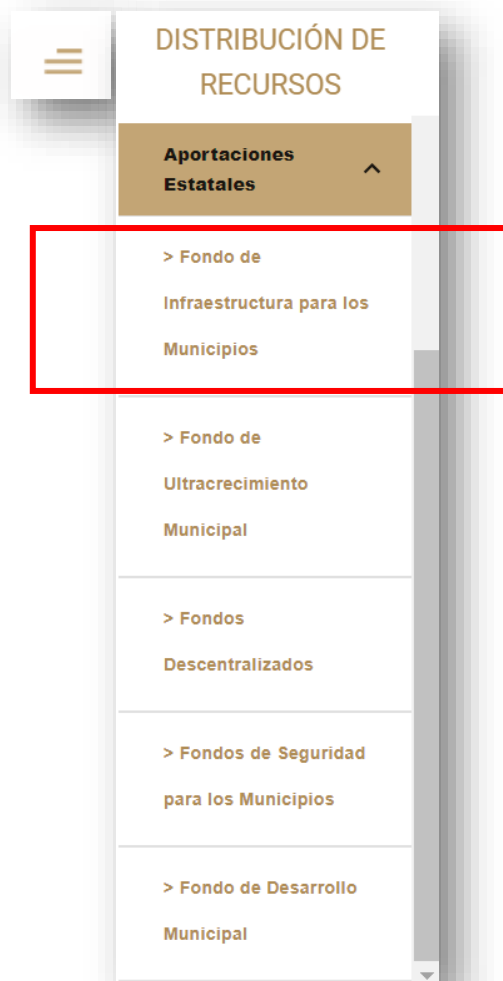 DISTRIBUCIÓN DE
RECURSOS
Aportaciones
Estatales
> Fondo de
Infraestructura para los
Municipios
> Fondo de
Ultracrecimiento
Municipal
> Fondos
Descentralizados
> Fondos de Seguridad
para los Municipios
> Fondo de Desarrollo
Municipal